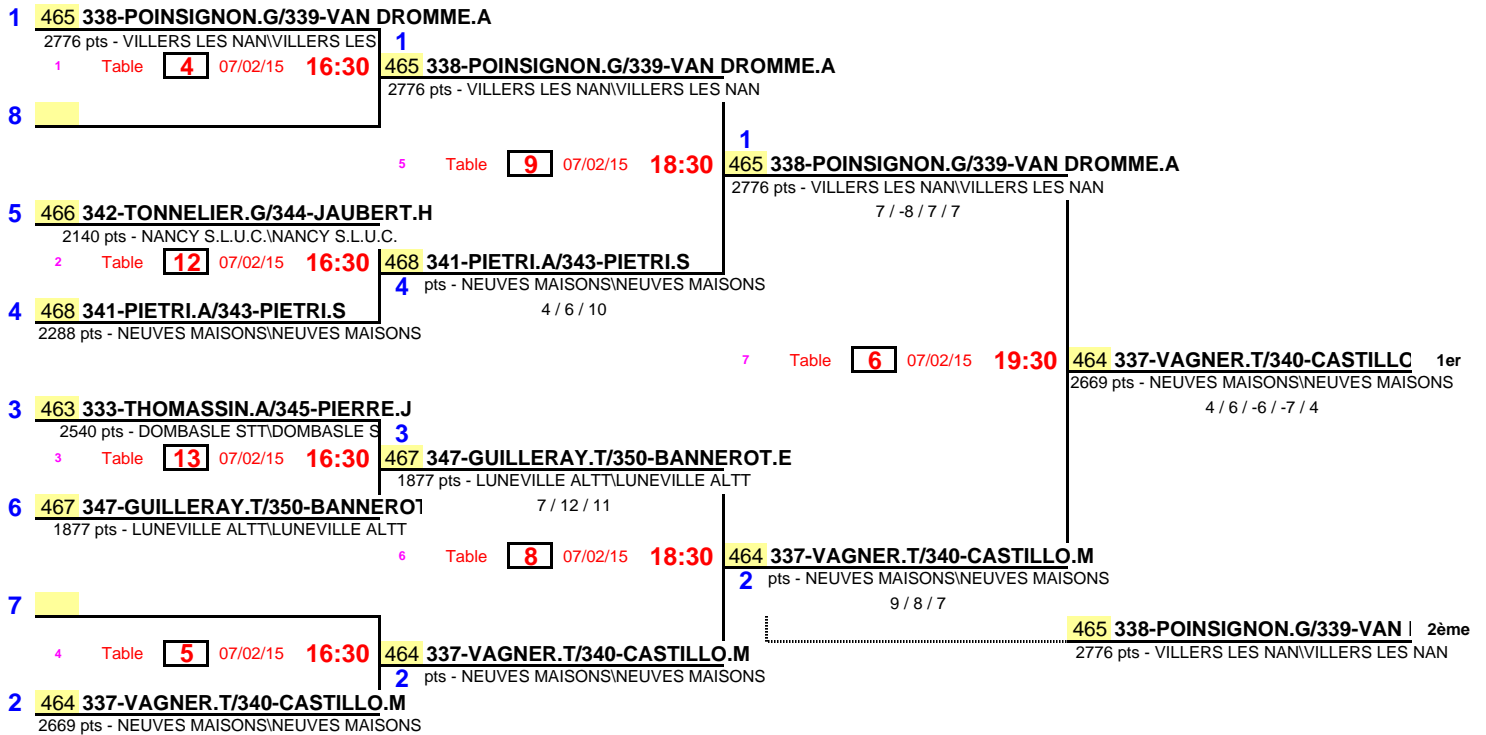 1 465 338-POINSIGNON.G/339-VAN DROMME.A
2776 pts - VILLERS LES NAN\VILLERS LES
1
1 Table 4 07/02/15 16:30 465 338-POINSIGNON.G/339-VAN DROMME.A
2776 pts - VILLERS LES NAN\VILLERS LES NAN
8
1
5 Table 9 07/02/15 18:30 465 338-POINSIGNON.G/339-VAN DROMME.A
2776 pts - VILLERS LES NAN\VILLERS LES NAN
5 466 342-TONNELIER.G/344-JAUBERT.H
7 / -8 / 7 / 7
2140 pts - NANCY S.L.U.C.\NANCY S.L.U.C.
2 Table 12 07/02/15 16:30 468 341-PIETRI.A/343-PIETRI.S
4 pts - NEUVES MAISONS\NEUVES MAISONS
4 468 341-PIETRI.A/343-PIETRI.S
4 / 6 / 10
2288 pts - NEUVES MAISONS\NEUVES MAISONS
7 Table 6 07/02/15 19:30 464 337-VAGNER.T/340-CASTILLO 1er
2669 pts - NEUVES MAISONS\NEUVES MAISONS
3 463 333-THOMASSIN.A/345-PIERRE.J
4 / 6 / -6 / -7 / 4
2540 pts - DOMBASLE STT\DOMBASLE S
3
3 Table 13 07/02/15 16:30 467 347-GUILLERAY.T/350-BANNEROT.E
1877 pts - LUNEVILLE ALTT\LUNEVILLE ALTT
6 467 347-GUILLERAY.T/350-BANNEROT
7 / 12 / 11
1877 pts - LUNEVILLE ALTT\LUNEVILLE ALTT
6 Table 8 07/02/15 18:30 464 337-VAGNER.T/340-CASTILLO.M
2 pts - NEUVES MAISONS\NEUVES MAISONS
7
9 / 8 / 7
465 338-POINSIGNON.G/339-VAN 2ème
4 Table 5 07/02/15 16:30 464 337-VAGNER.T/340-CASTILLO.M
2776 pts - VILLERS LES NAN\VILLERS LES NAN
2 pts - NEUVES MAISONS\NEUVES MAISONS
2 464 337-VAGNER.T/340-CASTILLO.M
2669 pts - NEUVES MAISONS\NEUVES MAISONS